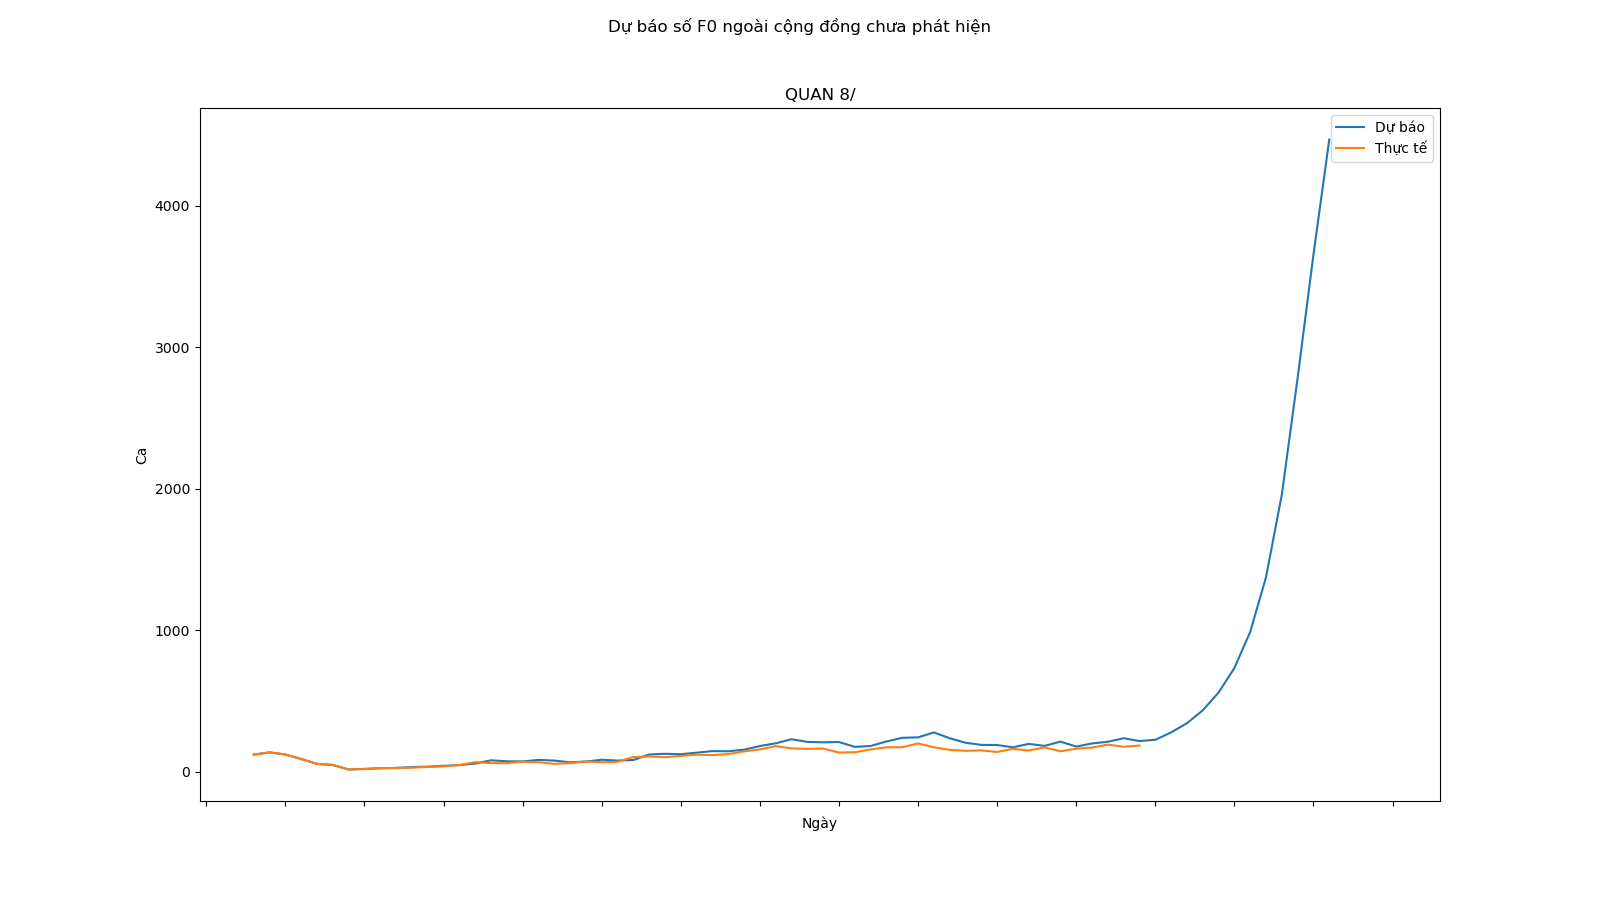 Dự báo số F0 ngoài cộng đồng chưa phát hiện
QUAN 8/
Dự báo
Thực tế
4000
3000
2000
1000
0
Ca
Ngày